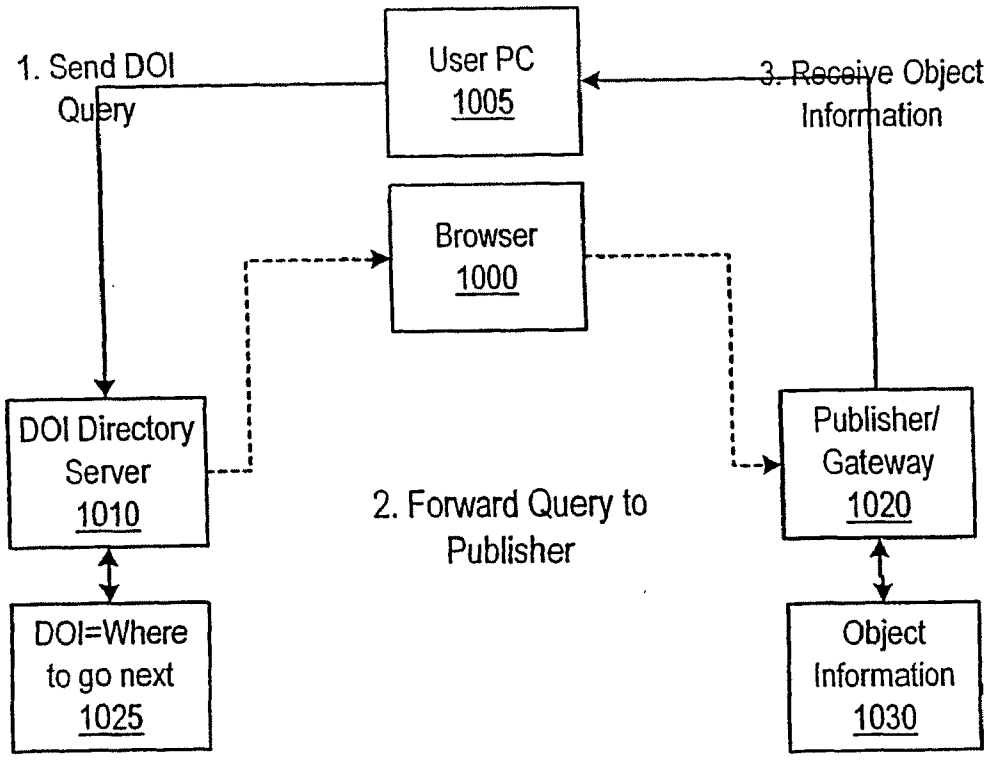 1. Send DOI
Query
User PC
1005
3. Receive Object
Information
Browser
1000
DOI Directory
Server
1010
2. Forward Query to
Publisher
Publisher/
Gateway
1020
DOI=Where
to go next
1025
Object
Information
1030